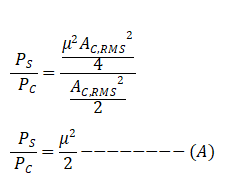 P_S / P_C = (μ² A_{C,RMS}² / 4) / (A_{C,RMS}² / 2)
P_S / P_C = μ² / 2 −−−−−−−− (A)